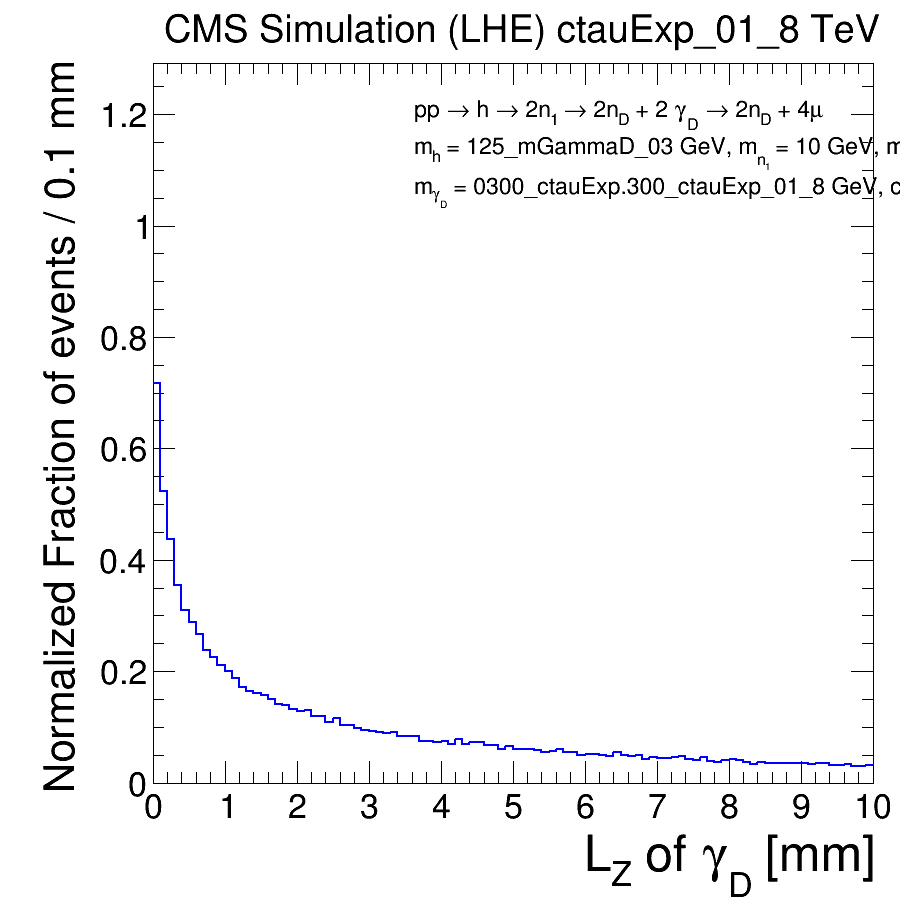 CMS Simulation (LHE) ctauExp_01_8 TeV
pp → h → 2n1 → 2nD + 2 γD → 2nD + 4μ
mh = 125_mGammaD_03 GeV, mn1 = 10 GeV, m
mγD = 0300_ctauExp.300_ctauExp_01_8 GeV, c
Normalized Fraction of events / 0.1 mm
1.2
1
0.8
0.6
0.4
0.2
0
0 1 2 3 4 5 6 7 8 9 10
LZ of γD [mm]